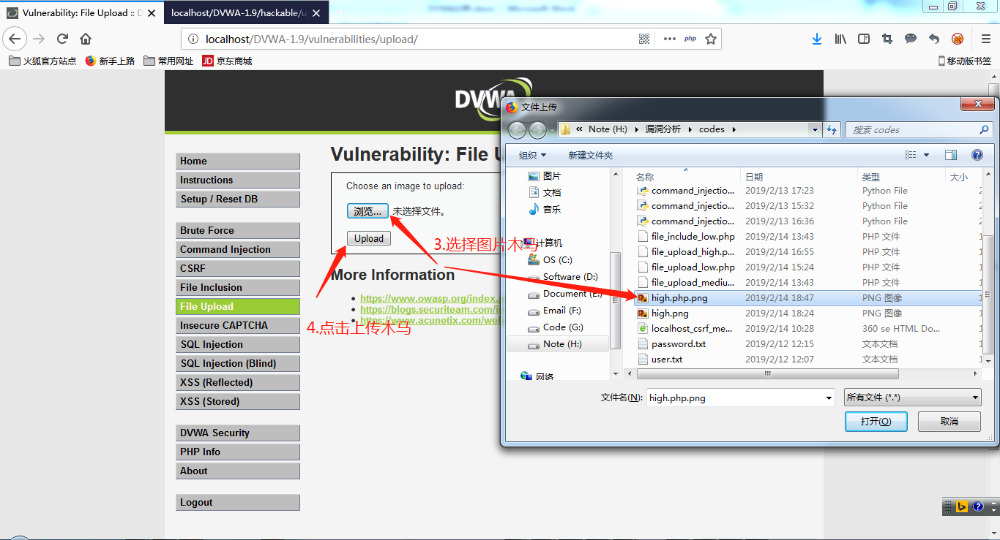 Vulnerability: File Upload :: D
localhost/DVWA-1.9/hackable/u
localhost/DVWA-1.9/vulnerabilities/upload/
php
火狐官方站点
新手上路
常用网址
JD 京东商城
移动版书签
DVWA
Home
Instructions
Setup / Reset DB
Brute Force
Command Injection
CSRF
File Inclusion
File Upload
Insecure CAPTCHA
SQL Injection
SQL Injection (Blind)
XSS (Reflected)
XSS (Stored)
DVWA Security
PHP Info
About
Logout
Vulnerability: File U
Choose an image to upload:
浏览... 未选择文件。
Upload
3.选择图片木马
More Information
https://www.owasp.org/index.
https://blogs.securiteam.com/in
https://www.acunetix.com/we
4.点击上传木马
文件上传
« Note (H:) 漏洞分析 codes
搜索 codes
组织 新建文件夹
图片
文档
音乐
计算机
OS (C:)
Software (D:)
Document (E:)
Email (F:)
Code (G:)
Note (H:)
网络
名称 日期 类型 大小
command_injectio... 2019/2/13 17:23 Python File 2
command_injectio... 2019/2/13 15:32 Python File 2
command_injectio... 2019/2/13 16:36 Python File 2
file_include_low.php 2019/2/14 13:43 PHP 文件 1
file_upload_high.p... 2019/2/14 16:55 PHP 文件 1
file_upload_low.php 2019/2/14 15:24 PHP 文件 1
file_upload_mediu... 2019/2/14 13:43 PHP 文件 1
high.php.png 2019/2/14 18:47 PNG 图像
high.png 2019/2/14 18:24 PNG 图像
localhost_csrf_me... 2019/2/14 10:28 360 se HTML Do... 1
password.txt 2019/2/12 12:15 文本文档 1
user.txt 2019/2/12 12:07 文本文档 1
文件名(N): high.php.png 所有文件 (*.*)
打开(O) 取消